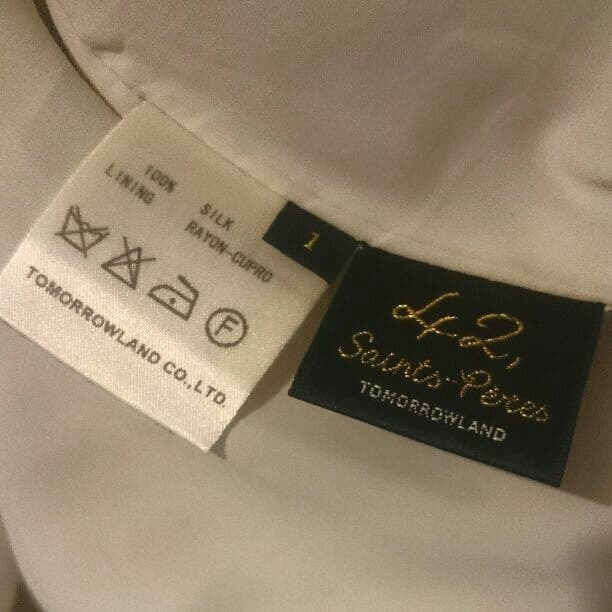 100% SILK
LINING RAYON-CUPRO
F
TOMORROWLAND CO.,LTD.
1
42,
Saints-Pères
TOMORROWLAND